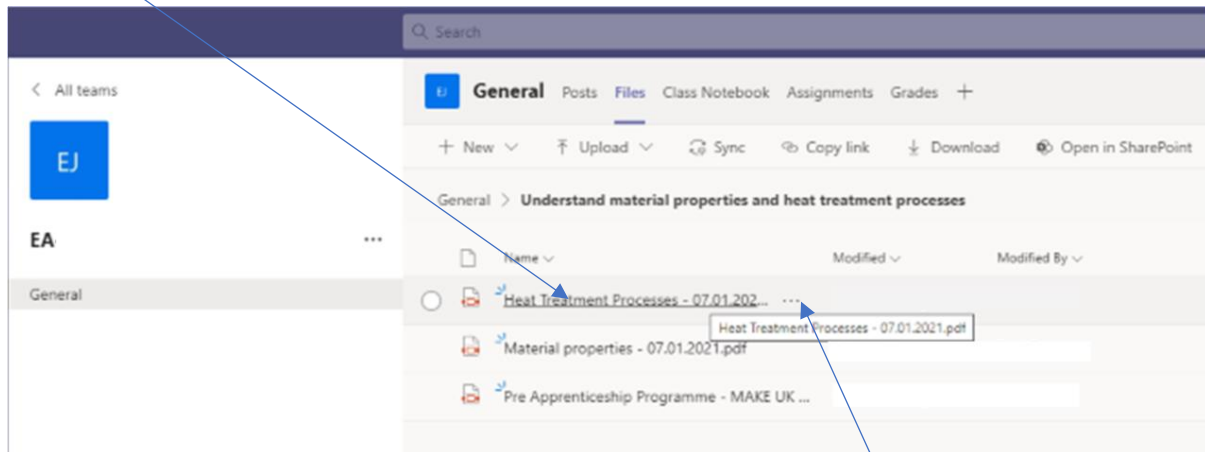 Search
All teams
EJ
EA
...
General
EJ General Posts Files Class Notebook Assignments Grades +
+ New Upload Sync Copy link Download Open in SharePoint
General > Understand material properties and heat treatment processes
Name Modified Modified By
Heat Treatment Processes - 07.01.202... ...
Heat Treatment Processes - 07.01.2021.pdf
Material properties - 07.01.2021.pdf
Pre Apprenticeship Programme - MAKE UK ...